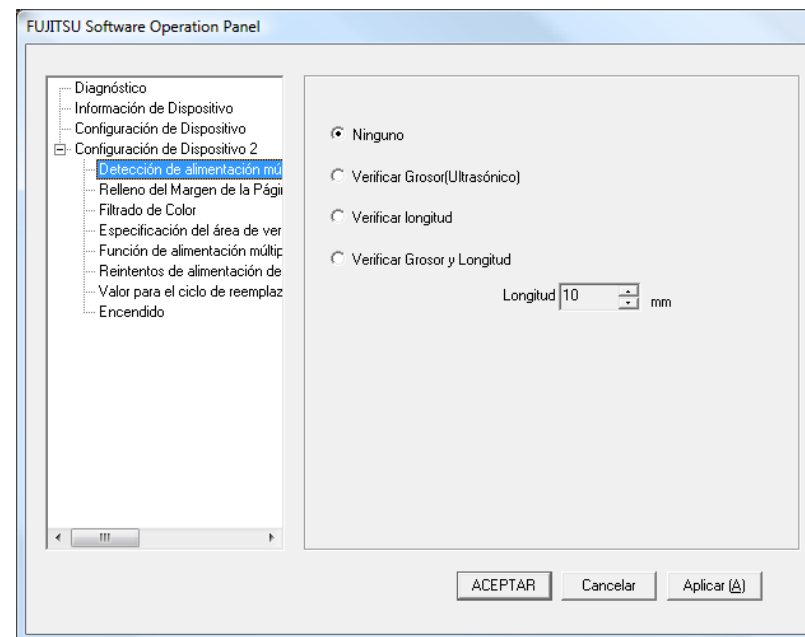 FUJITSU Software Operation Panel
Diagnóstico
Información de Dispositivo
Configuración de Dispositivo
Configuración de Dispositivo 2
Detección de alimentación mú
Relleno del Margen de la Pági
Filtrado de Color
Especificación del área de ver
Función de alimentación múltip
Reintentos de alimentación de
Valor para el ciclo de reemplaz
Encendido
Ninguno
Verificar Grosor(Ultrasónico)
Verificar longitud
Verificar Grosor y Longitud
Longitud 10 mm
ACEPTAR Cancelar Aplicar (A)